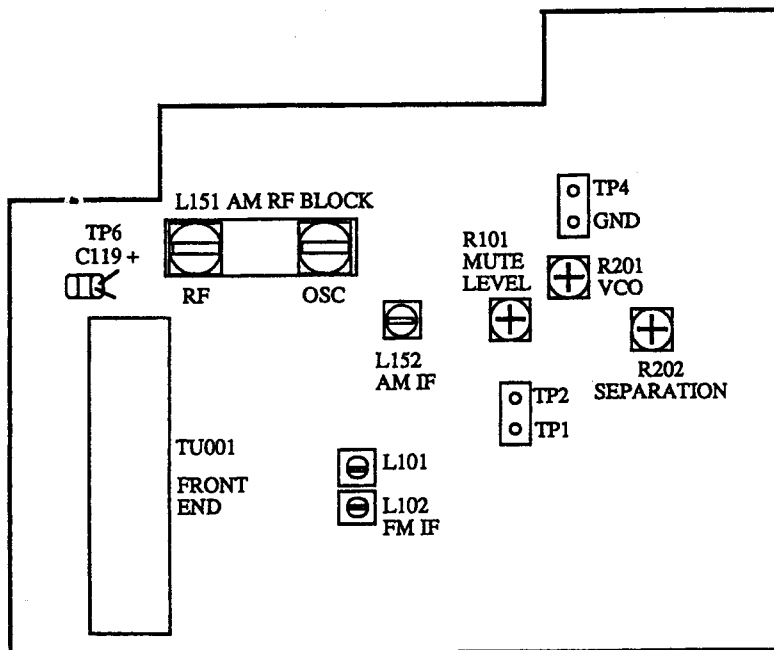 L151 AM RF BLOCK
RF
OSC
TP6
C119 +
TP4
GND
R101
MUTE
LEVEL
R201
VCO
L152
AM IF
R202
SEPARATION
TP2
TP1
TU001
FRONT
END
L101
L102
FM IF